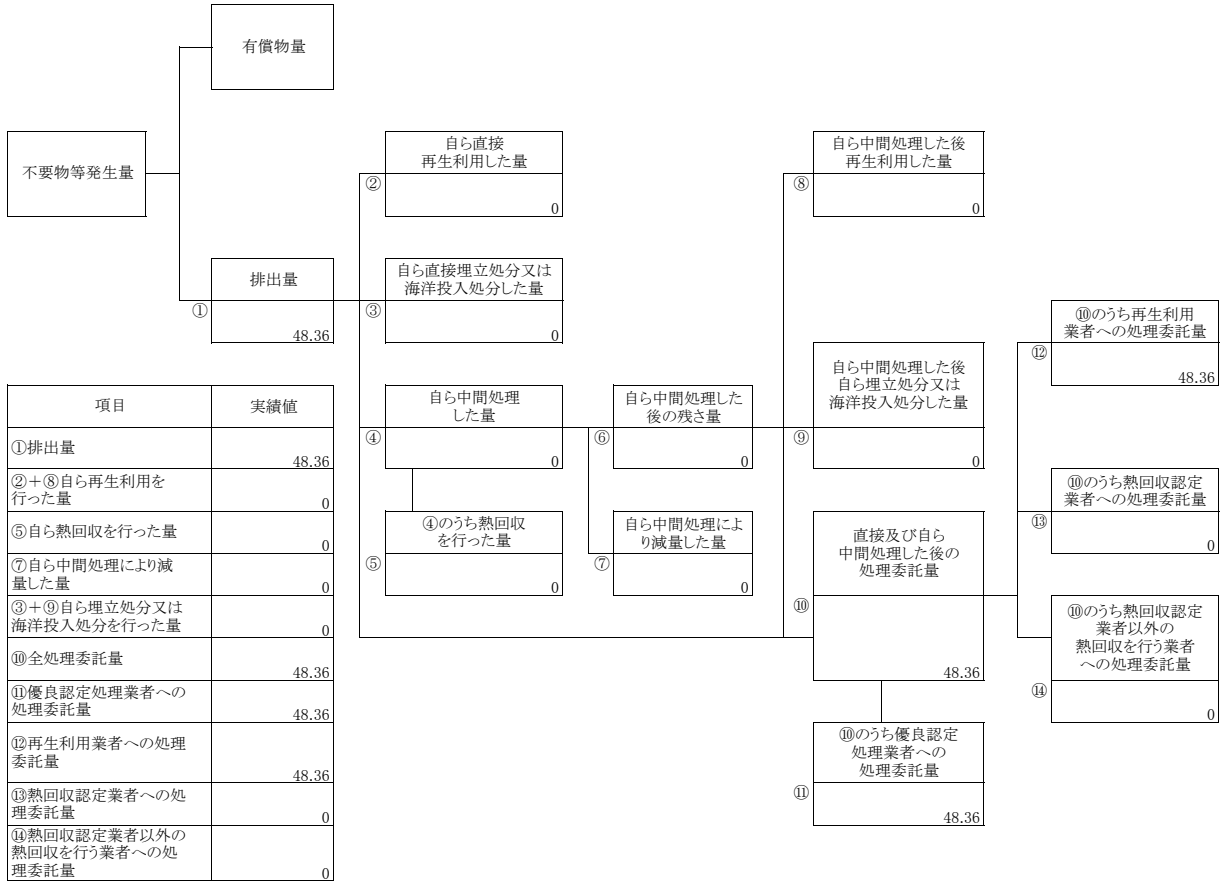 有償物量
不要物等発生量
自ら直接
再生利用した量
②
0
自ら中間処理した後
再生利用した量
⑧
0
排出量
①
48.36
自ら直接埋立処分又は
海洋投入処分した量
③
0
⑩のうち再生利用
業者への処理委託量
⑫
48.36
自ら中間処理
した量
④
0
自ら中間処理した
後の残さ量
⑥
0
自ら中間処理した後
自ら埋立処分又は
海洋投入処分した量
⑨
0
⑩のうち熱回収認定
業者への処理委託量
⑬
0
④のうち熱回収
を行った量
⑤
0
自ら中間処理によ
り減量した量
⑦
0
直接及び自ら
中間処理した後の
処理委託量
⑩
48.36
⑩のうち熱回収認定
業者以外の
熱回収を行う業者
への処理委託量
⑭
0
⑩のうち優良認定
処理業者への
処理委託量
⑪
48.36
項目 実績値
①排出量 48.36
②＋⑧自ら再生利用を
行った量 0
⑤自ら熱回収を行った量 0
⑦自ら中間処理により減
量した量 0
③＋⑨自ら埋立処分又は
海洋投入処分を行った量 0
⑩全処理委託量 48.36
⑪優良認定処理業者への
処理委託量 48.36
⑫再生利用業者への処理
委託量 48.36
⑬熱回収認定業者への処
理委託量 0
⑭熱回収認定業者以外の
熱回収を行う業者への処
理委託量 0